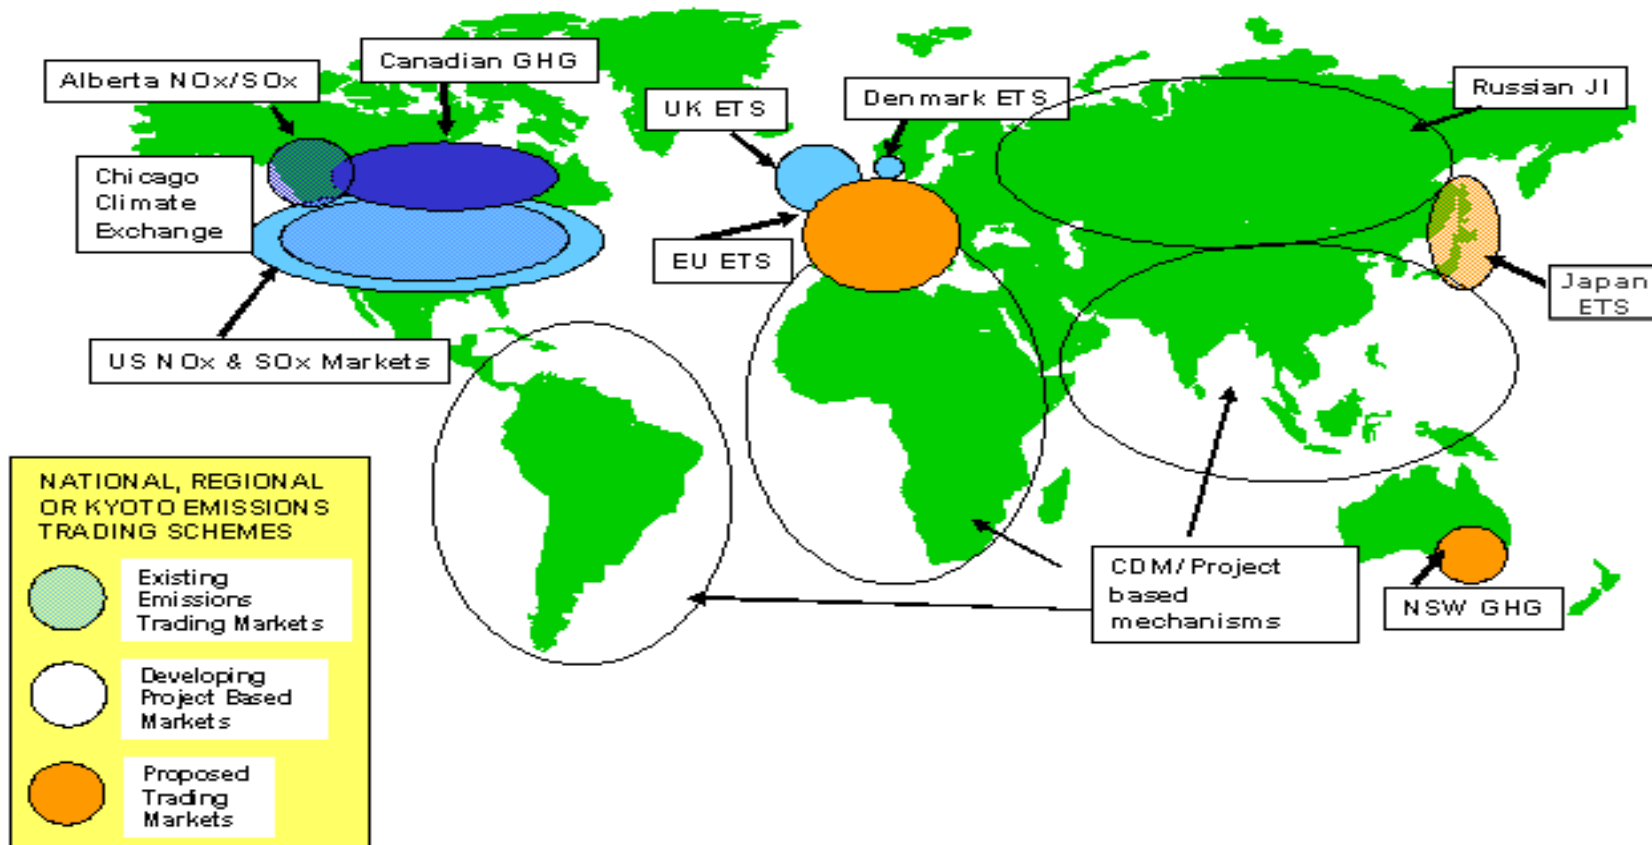 Canadian GHG
Alberta NOx/SOx
UK ETS
Denmark ETS
Russian JI
Chicago
Climate
Exchange
EU ETS
Japan
ETS
US NOx & SOx Markets
CDM/Project
based
mechanisms
NSW GHG
NATIONAL, REGIONAL
OR KYOTO EMISSIONS
TRADING SCHEMES
Existing
Emissions
Trading Markets
Developing
Project Based
Markets
Proposed
Trading
Markets